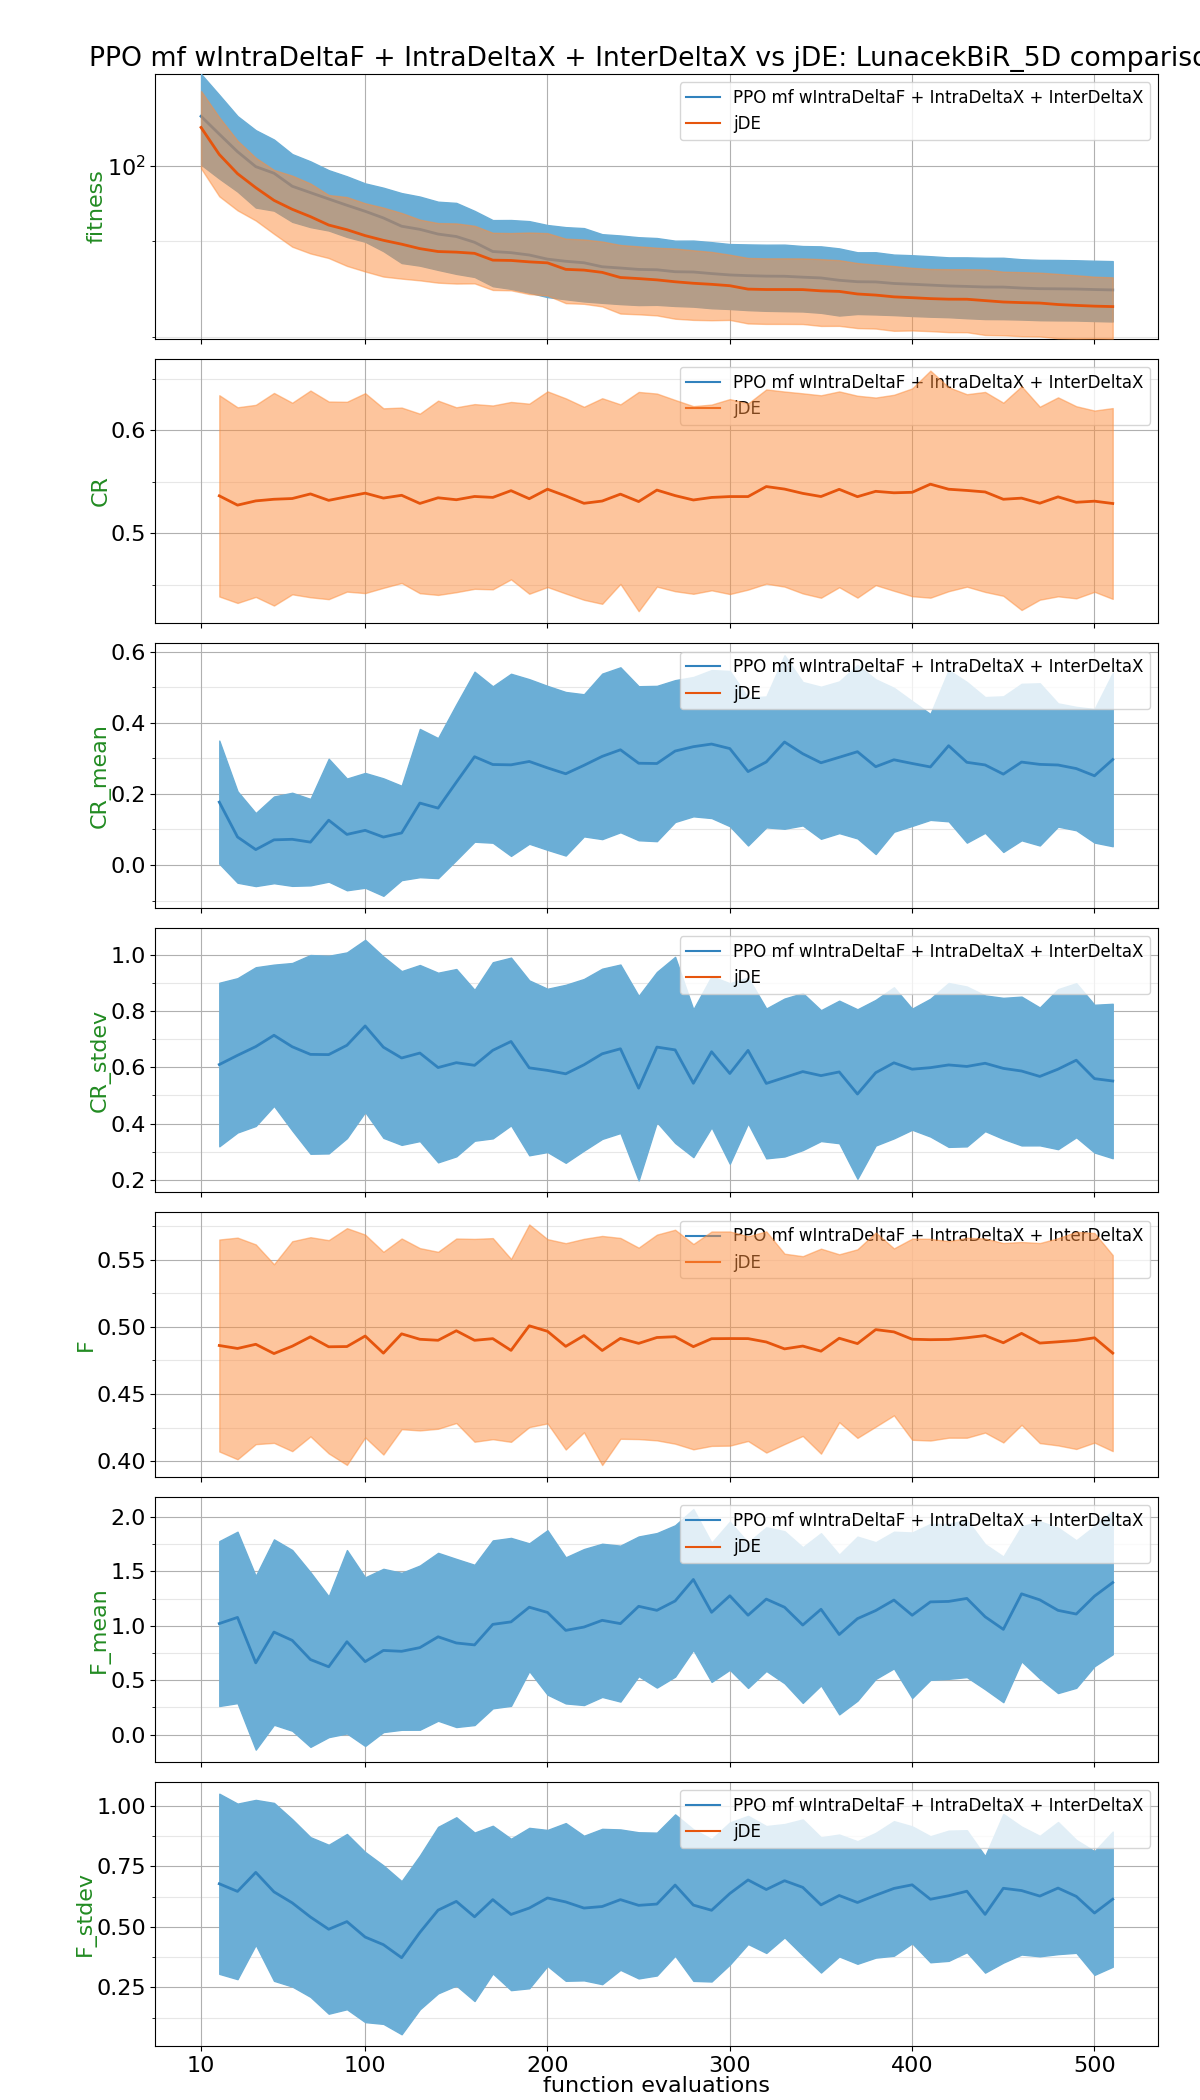 PPO mf wIntraDeltaF + IntraDeltaX + InterDeltaX vs jDE: LunacekBiR_5D comparisc
PPO mf wIntraDeltaF + IntraDeltaX + InterDeltaX
jDE
10²
fitness
PPO mf wIntraDeltaF + IntraDeltaX + InterDeltaX
jDE
0.6
0.5
CR
PPO mf wIntraDeltaF + IntraDeltaX + InterDeltaX
jDE
0.6
0.4
0.2
0.0
CR_mean
PPO mf wIntraDeltaF + IntraDeltaX + InterDeltaX
jDE
1.0
0.8
0.6
0.4
0.2
CR_stdev
PPO mf wIntraDeltaF + IntraDeltaX + InterDeltaX
jDE
0.55
0.50
0.45
0.40
F
PPO mf wIntraDeltaF + IntraDeltaX + InterDeltaX
jDE
2.0
1.5
1.0
0.5
0.0
F_mean
PPO mf wIntraDeltaF + IntraDeltaX + InterDeltaX
jDE
1.00
0.75
0.50
0.25
F_stdev
10 100 200 300 400 500
function evaluations